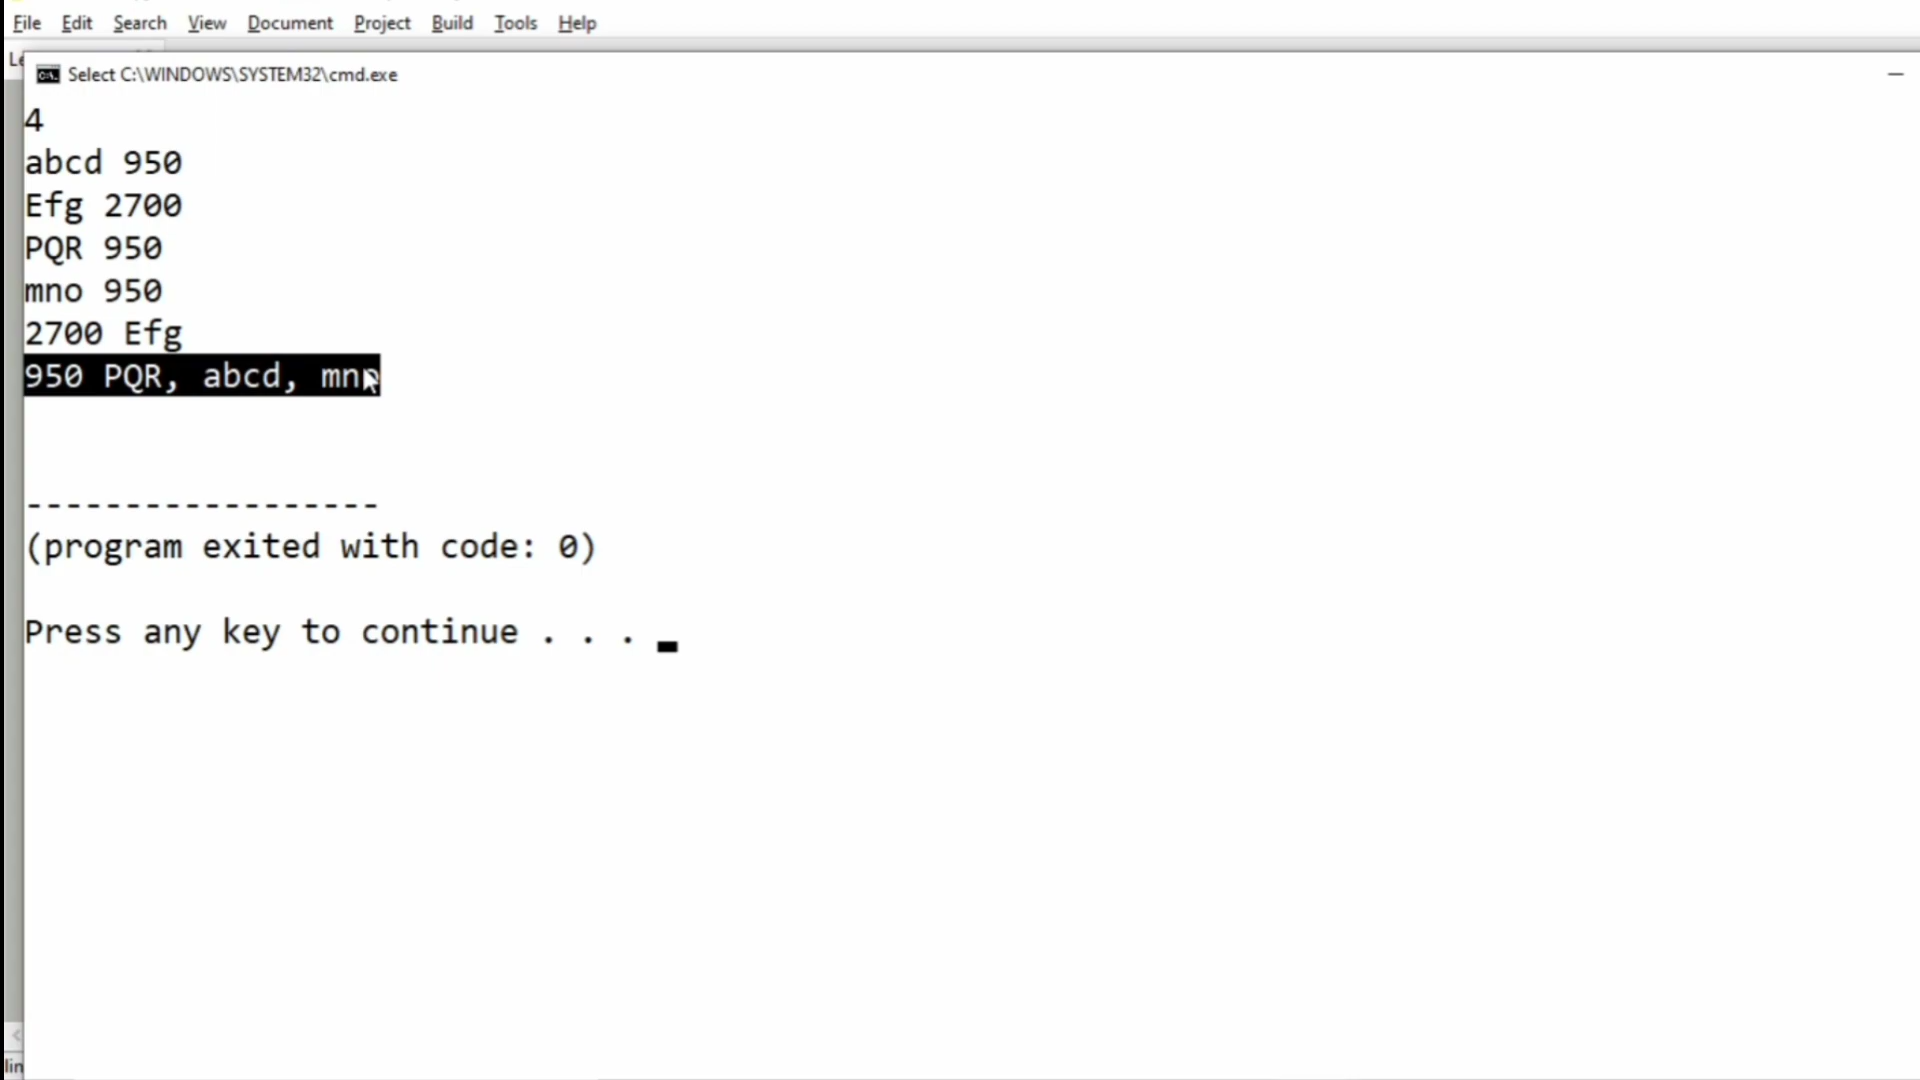 File Edit Search View Document Project Build Tools Help
Select C:\WINDOWS\SYSTEM32\cmd.exe
4
abcd 950
Efg 2700
PQR 950
mno 950
2700 Efg
950 PQR, abcd, mno
------------------
(program exited with code: 0)
Press any key to continue . . .